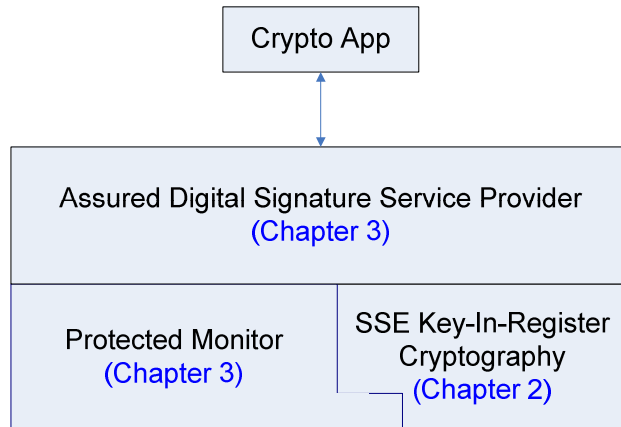 Crypto App
Assured Digital Signature Service Provider
(Chapter 3)
Protected Monitor
(Chapter 3)
SSE Key-In-Register
Cryptography
(Chapter 2)